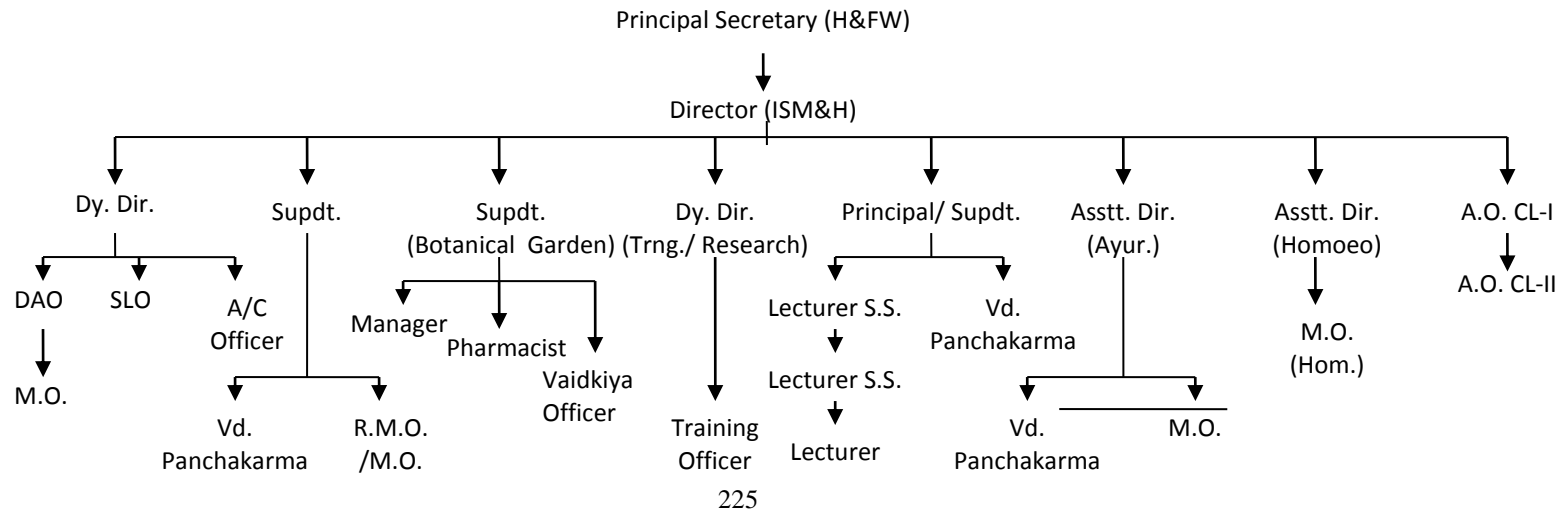 Principal Secretary (H&FW)
Director (ISM&H)
Dy. Dir.
Supdt.
Supdt.
(Botanical Garden)
Dy. Dir.
(Trng./ Research)
Principal/ Supdt.
Asstt. Dir.
(Ayur.)
Asstt. Dir.
(Homoeo)
A.O. CL-I
A.O. CL-II
DAO
SLO
A/C
Officer
M.O.
Vd.
Panchakarma
R.M.O.
/M.O.
Manager
Pharmacist
Vaidkiya
Officer
Training
Officer
Lecturer S.S.
Lecturer S.S.
Lecturer
Vd.
Panchakarma
Vd.
Panchakarma
M.O.
M.O.
(Hom.)
225